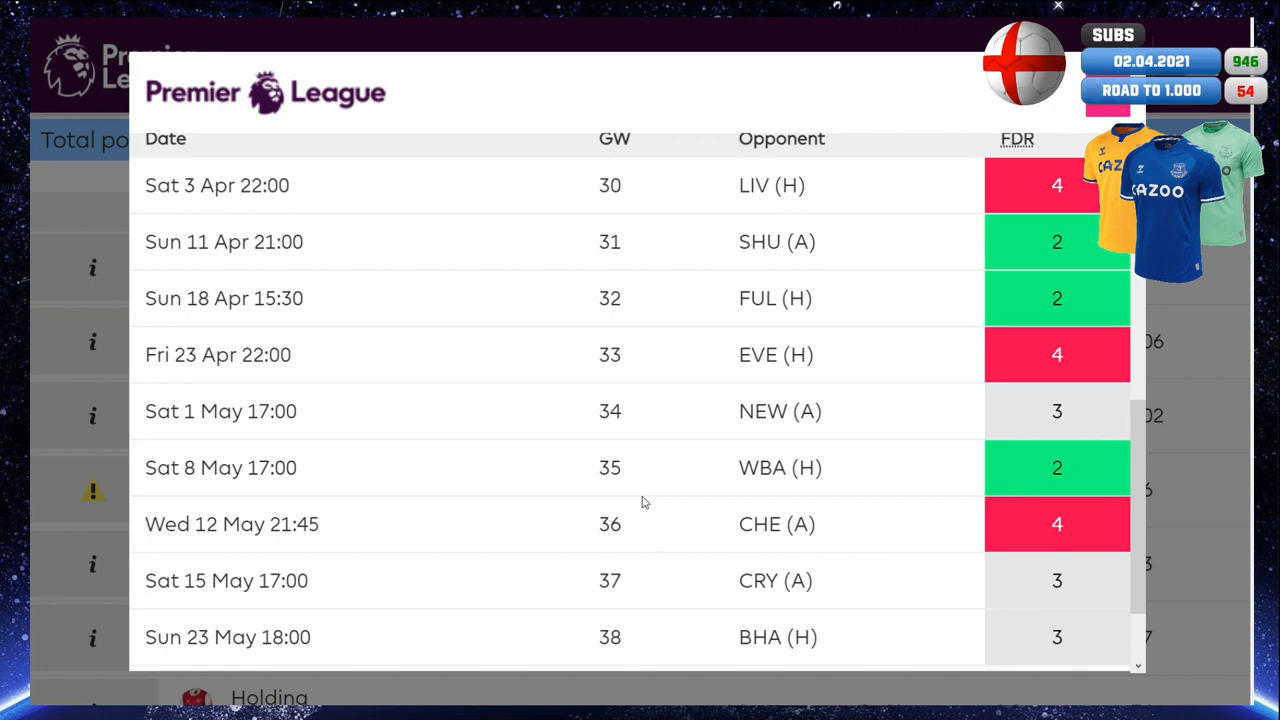 SUBS
02.04.2021 946
ROAD TO 1.000 54
Premier League
Total po
Date GW Opponent FDR
Sat 3 Apr 22:00 30 LIV (H) 4
Sun 11 Apr 21:00 31 SHU (A) 2
Sun 18 Apr 15:30 32 FUL (H) 2
Fri 23 Apr 22:00 33 EVE (H) 4
Sat 1 May 17:00 34 NEW (A) 3
Sat 8 May 17:00 35 WBA (H) 2
Wed 12 May 21:45 36 CHE (A) 4
Sat 15 May 17:00 37 CRY (A) 3
Sun 23 May 18:00 38 BHA (H) 3
CAZOO
Holding